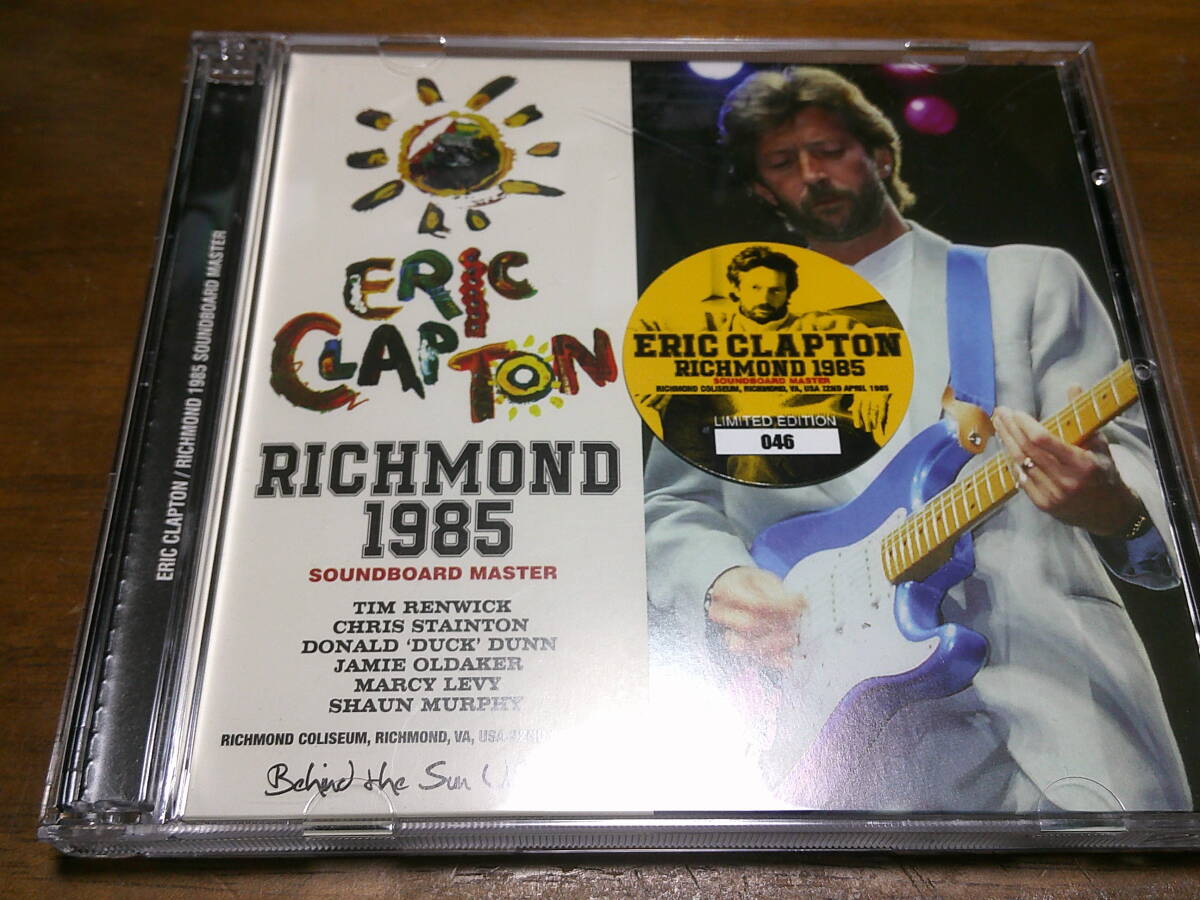 ERIC CLAPTON / RICHMOND 1985 SOUNDBOARD MASTER
ERIC
CLAPTON
RICHMOND
1985
SOUNDBOARD MASTER
TIM RENWICK
CHRIS STAINTON
DONALD ‘DUCK’ DUNN
JAMIE OLDAKER
MARCY LEVY
SHAUN MURPHY
RICHMOND COLISEUM, RICHMOND, VA, USA
Behind the Sun
ERIC CLAPTON
RICHMOND 1985
SOUNDBOARD MASTER
RICHMOND COLISEUM, RICHMOND, VA, USA 22ND APRIL 1985
LIMITED EDITION
046